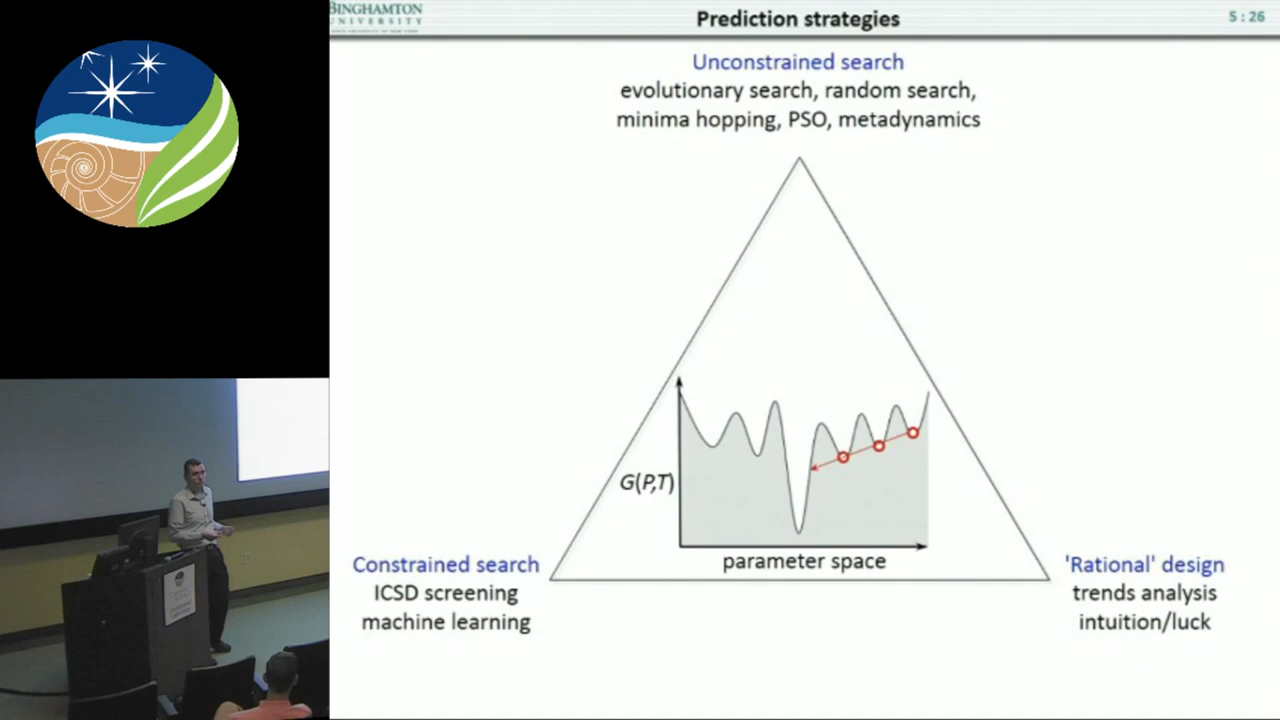 BINGHAMTON
UNIVERSITY
Prediction strategies
5 : 26
Unconstrained search
evolutionary search, random search,
minima hopping, PSO, metadynamics
G(P,T)
parameter space
Constrained search
ICSD screening
machine learning
'Rational' design
trends analysis
intuition/luck